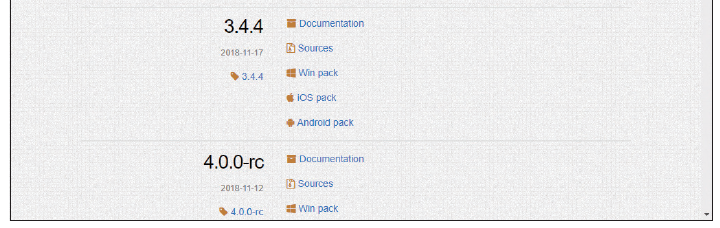 3.4.4
2018-11-17
3.4.4
Documentation
Sources
Win pack
iOS pack
Android pack
4.0.0-rc
2018-11-12
4.0.0-rc
Documentation
Sources
Win pack